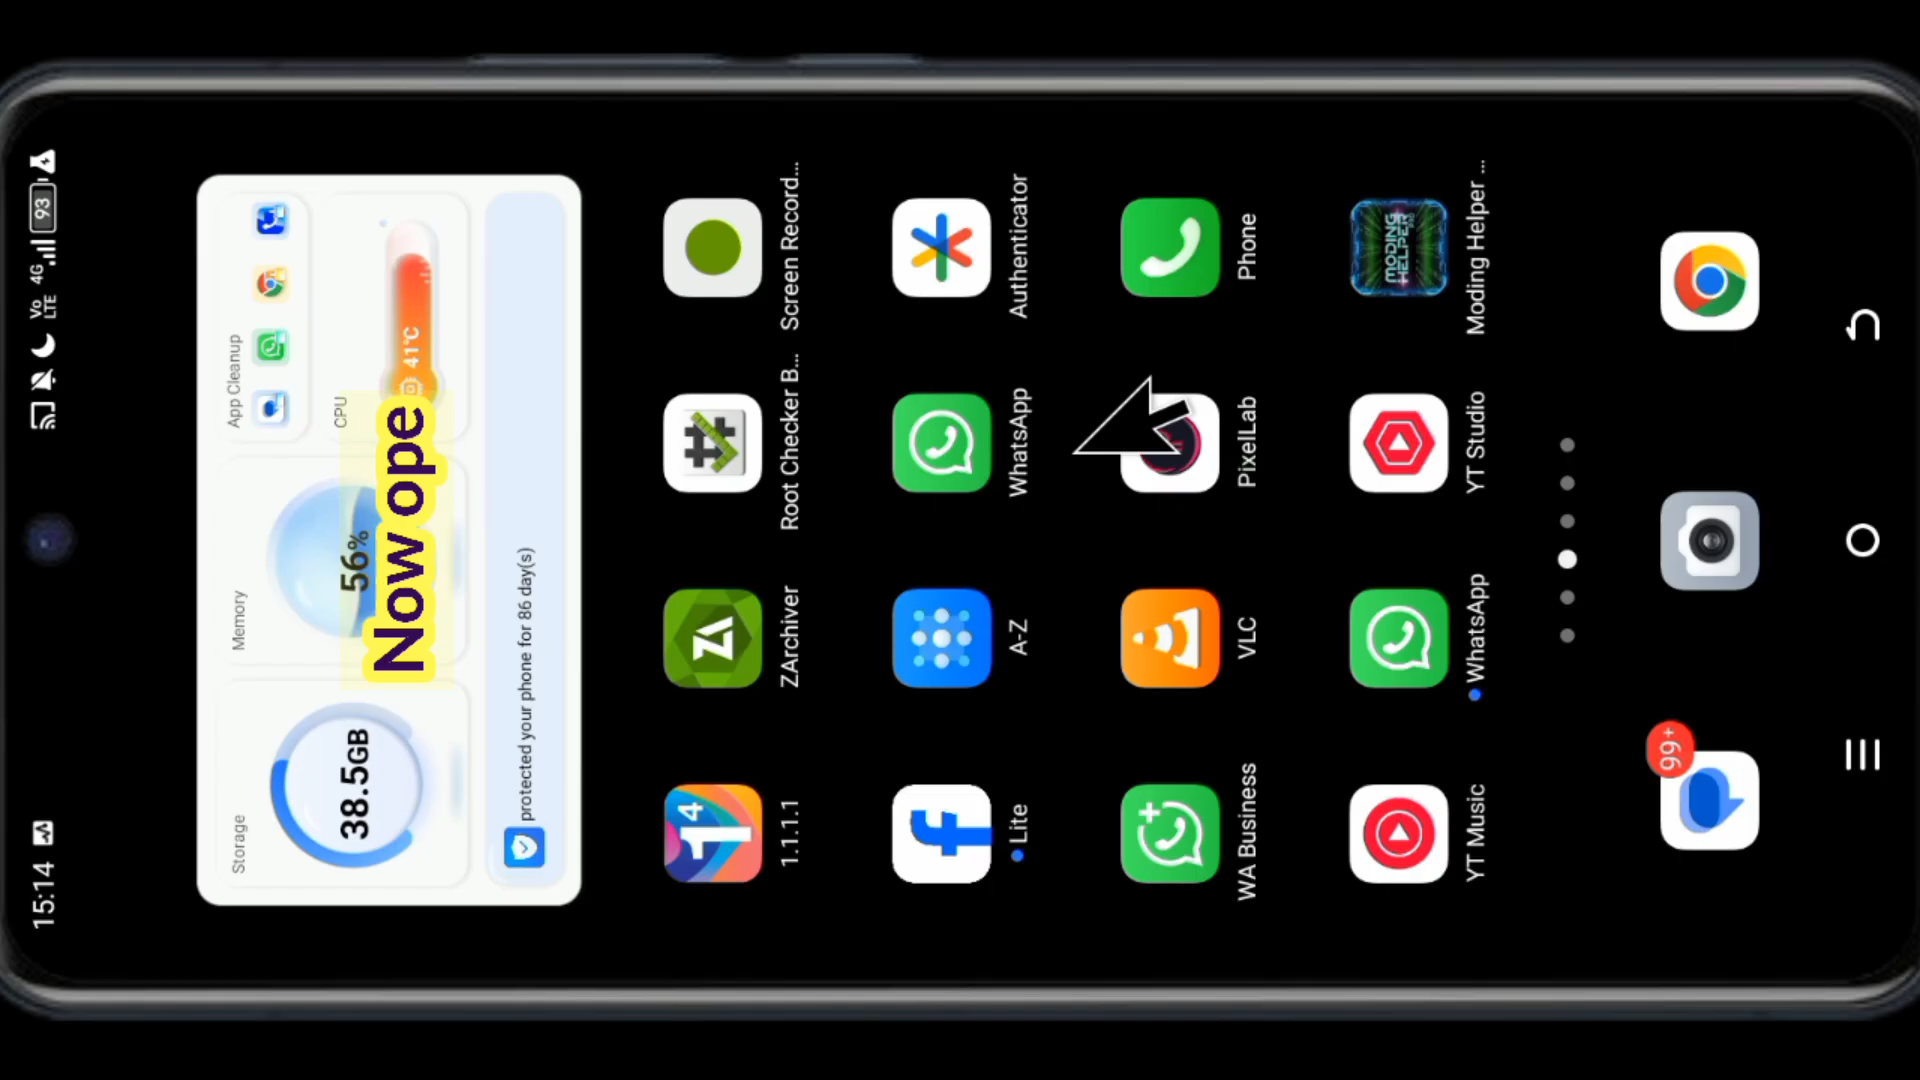 15:14
4G
Vo
LTE
93
Storage
38.5GB
Memory
56%
App Cleanup
CPU
41°C
Now ope
protected your phone for 86 day(s)
1.1.1.1
ZArchiver
Root Checker B...
Screen Record...
Lite
A-Z
WhatsApp
Authenticator
WA Business
VLC
PixelLab
Phone
MODING
HELPER
YT Music
WhatsApp
YT Studio
Moding Helper ...
99+